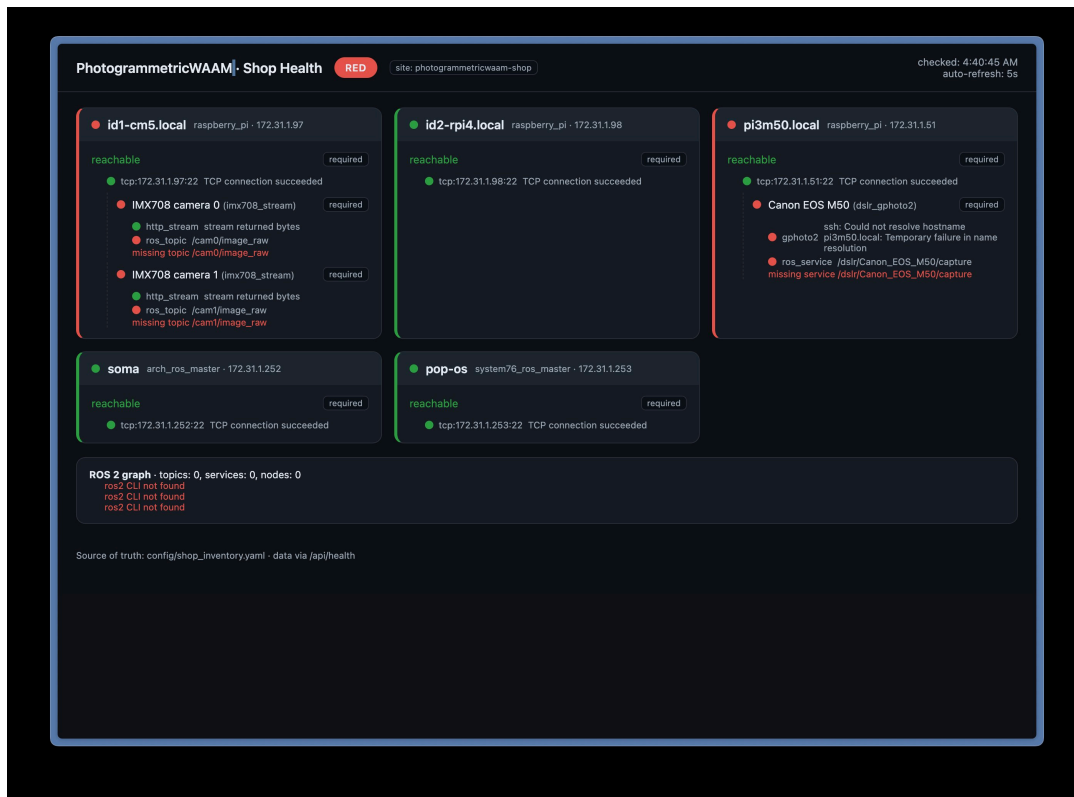 PhotogrammetricWAAM · Shop Health
RED
site: photogrammetricwaam-shop
checked: 4:40:45 AM
auto-refresh: 5s
id1-cm5.local raspberry_pi · 172.31.1.97
reachable
required
tcp:172.31.1.97:22 TCP connection succeeded
IMX708 camera 0 (imx708_stream)
required
http_stream stream returned bytes
ros_topic /cam0/image_raw
missing topic /cam0/image_raw
IMX708 camera 1 (imx708_stream)
required
http_stream stream returned bytes
ros_topic /cam1/image_raw
missing topic /cam1/image_raw
id2-rpi4.local raspberry_pi · 172.31.1.98
reachable
required
tcp:172.31.1.98:22 TCP connection succeeded
pi3m50.local raspberry_pi · 172.31.1.51
reachable
required
tcp:172.31.1.51:22 TCP connection succeeded
Canon EOS M50 (dslr_gphoto2)
required
ssh: Could not resolve hostname
gphoto2 pi3m50.local: Temporary failure in name
resolution
ros_service /dslr/Canon_EOS_M50/capture
missing service /dslr/Canon_EOS_M50/capture
soma arch_ros_master · 172.31.1.252
reachable
required
tcp:172.31.1.252:22 TCP connection succeeded
pop-os system76_ros_master · 172.31.1.253
reachable
required
tcp:172.31.1.253:22 TCP connection succeeded
ROS 2 graph · topics: 0, services: 0, nodes: 0
ros2 CLI not found
ros2 CLI not found
ros2 CLI not found
Source of truth: config/shop_inventory.yaml · data via /api/health